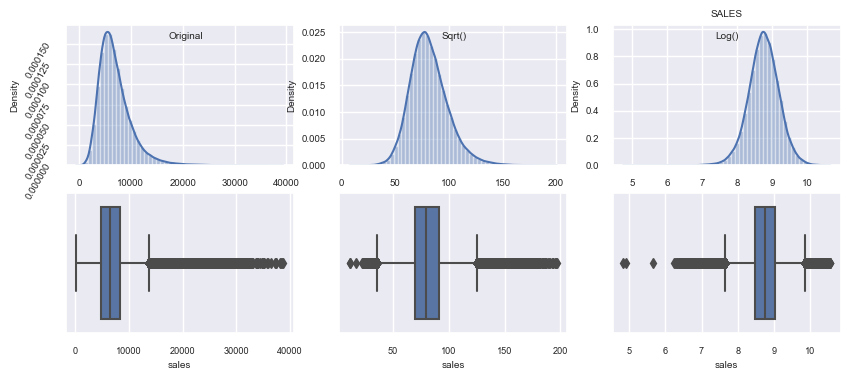 SALES
Original
Sqrt()
Log()
0.000150
0.000125
0.000100
0.000075
0.000050
0.000025
0.000000
Density
0 10000 20000 30000 40000
0.025
0.020
0.015
0.010
0.005
0.000
Density
0 50 100 150 200
1.0
0.8
0.6
0.4
0.2
0.0
Density
5 6 7 8 9 10
0 10000 20000 30000 40000
sales
50 100 150 200
sales
5 6 7 8 9 10
sales